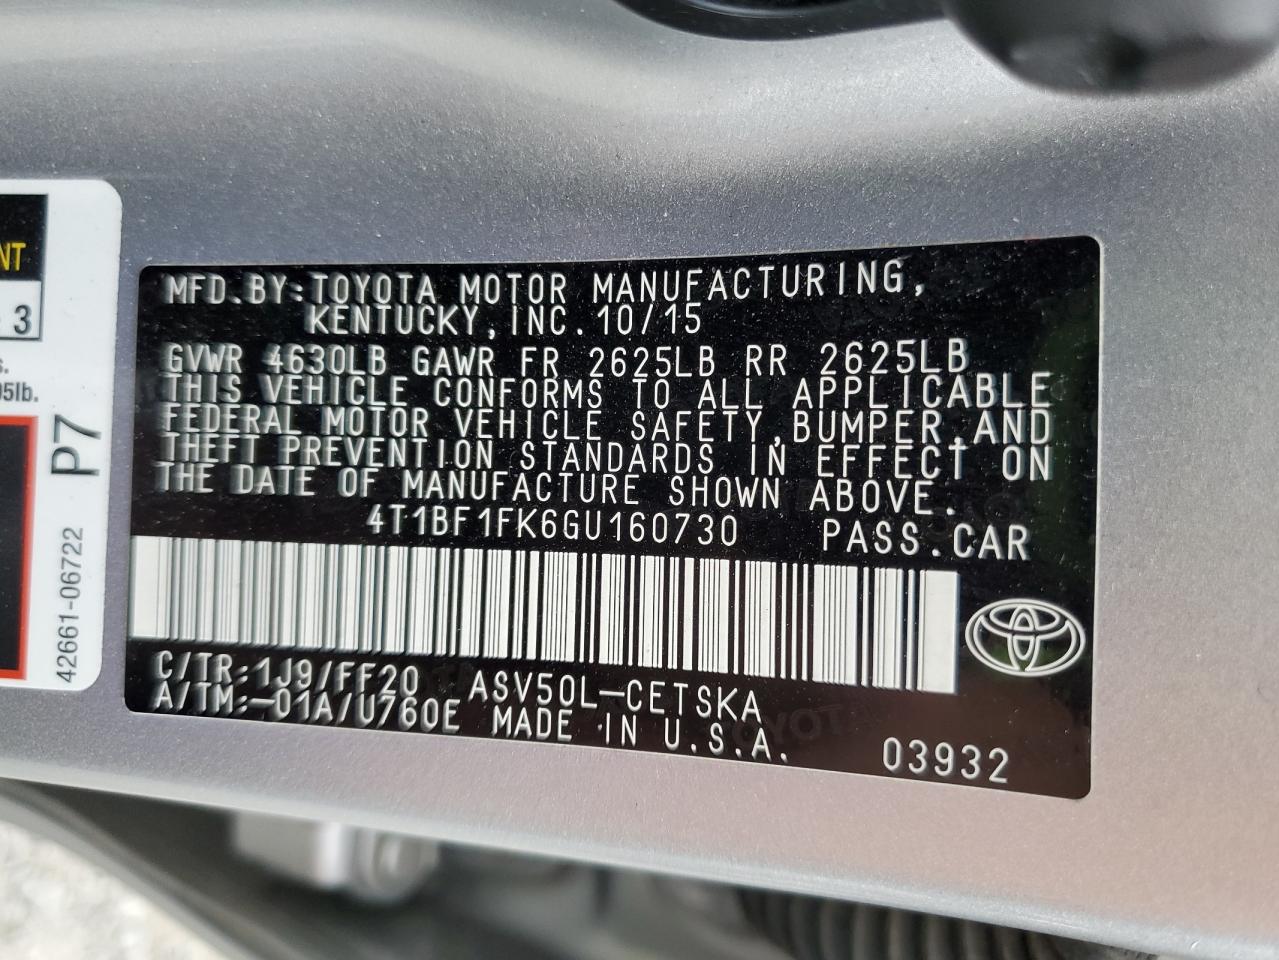 MFD.BY:TOYOTA MOTOR MANUFACTURING,
KENTUCKY,INC.10/15
GVWR 4630LB GAWR FR 2625LB RR 2625LB
THIS VEHICLE CONFORMS TO ALL APPLICABLE
FEDERAL MOTOR VEHICLE SAFETY,BUMPER,AND
THEFT PREVENTION STANDARDS IN EFFECT ON
THE DATE OF MANUFACTURE SHOWN ABOVE.
4T1BF1FK6GU160730 PASS.CAR
C/TR:1J9/FF20 ASV50L-CETSKA
A/TM:-01A/U760E MADE IN U.S.A.
03932
NT
3
s.
5lb.
P7
42661-06722